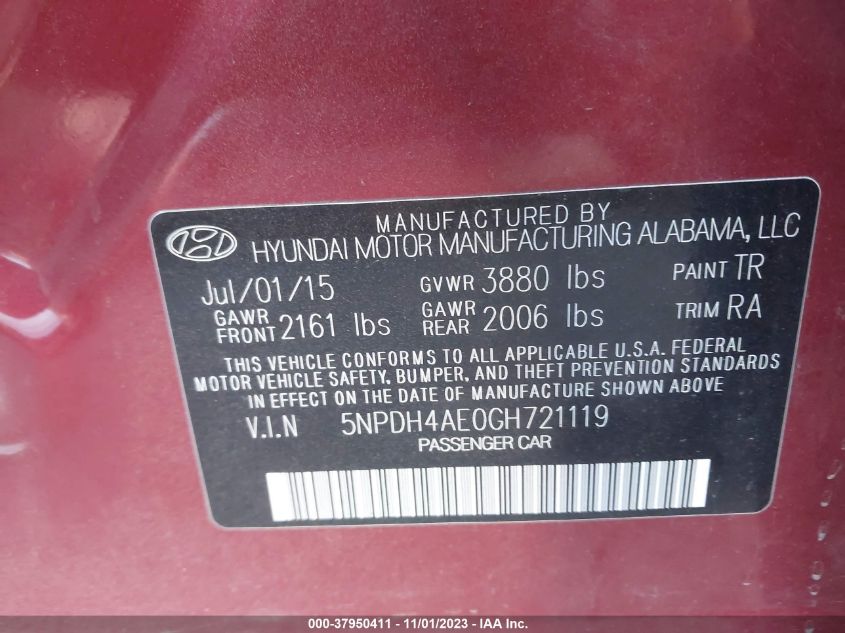 MANUFACTURED BY
HYUNDAI MOTOR MANUFACTURING ALABAMA, LLC
Jul/01/15 GVWR 3880 lbs PAINT TR
GAWR FRONT 2161 lbs GAWR REAR 2006 lbs TRIM RA
THIS VEHICLE CONFORMS TO ALL APPLICABLE U.S.A. FEDERAL
MOTOR VEHICLE SAFETY, BUMPER, AND THEFT PREVENTION STANDARDS
IN EFFECT ON THE DATE OF MANUFACTURE SHOWN ABOVE.
V.I.N 5NPDH4AE0GH721119
PASSENGER CAR
000-37950411 - 11/01/2023 - IAA Inc.